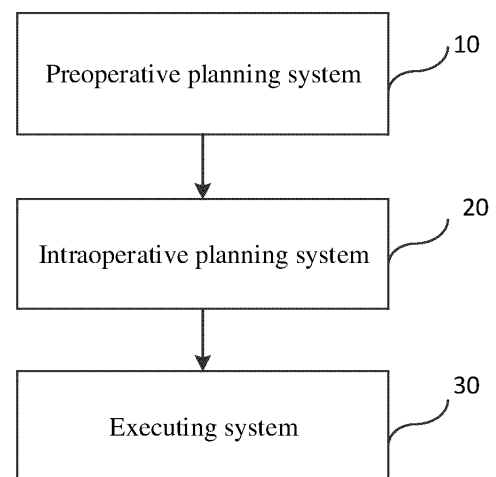 Preoperative planning system
10
Intraoperative planning system
20
Executing system
30